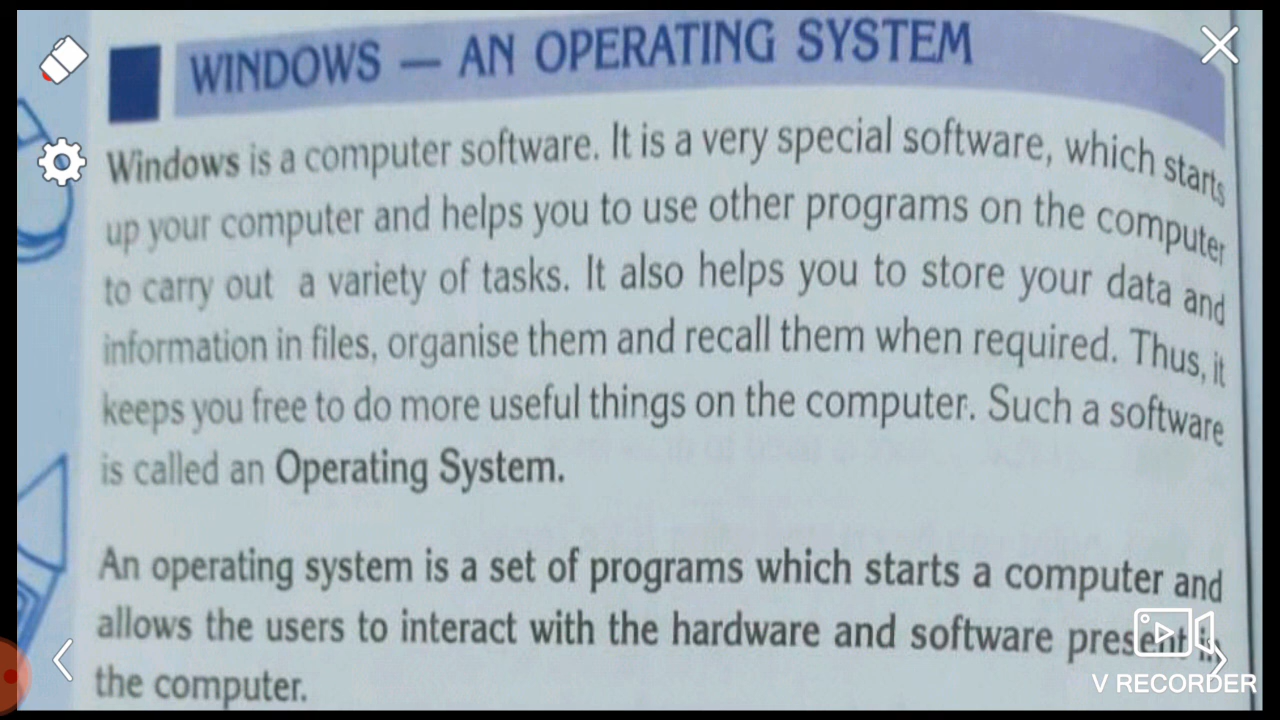 WINDOWS — AN OPERATING SYSTEM
Windows is a computer software. It is a very special software, which starts
up your computer and helps you to use other programs on the computer
to carry out a variety of tasks. It also helps you to store your data and
information in files, organise them and recall them when required. Thus, it
keeps you free to do more useful things on the computer. Such a software
is called an Operating System.
An operating system is a set of programs which starts a computer and
allows the users to interact with the hardware and software present in
the computer.
V RECORDER